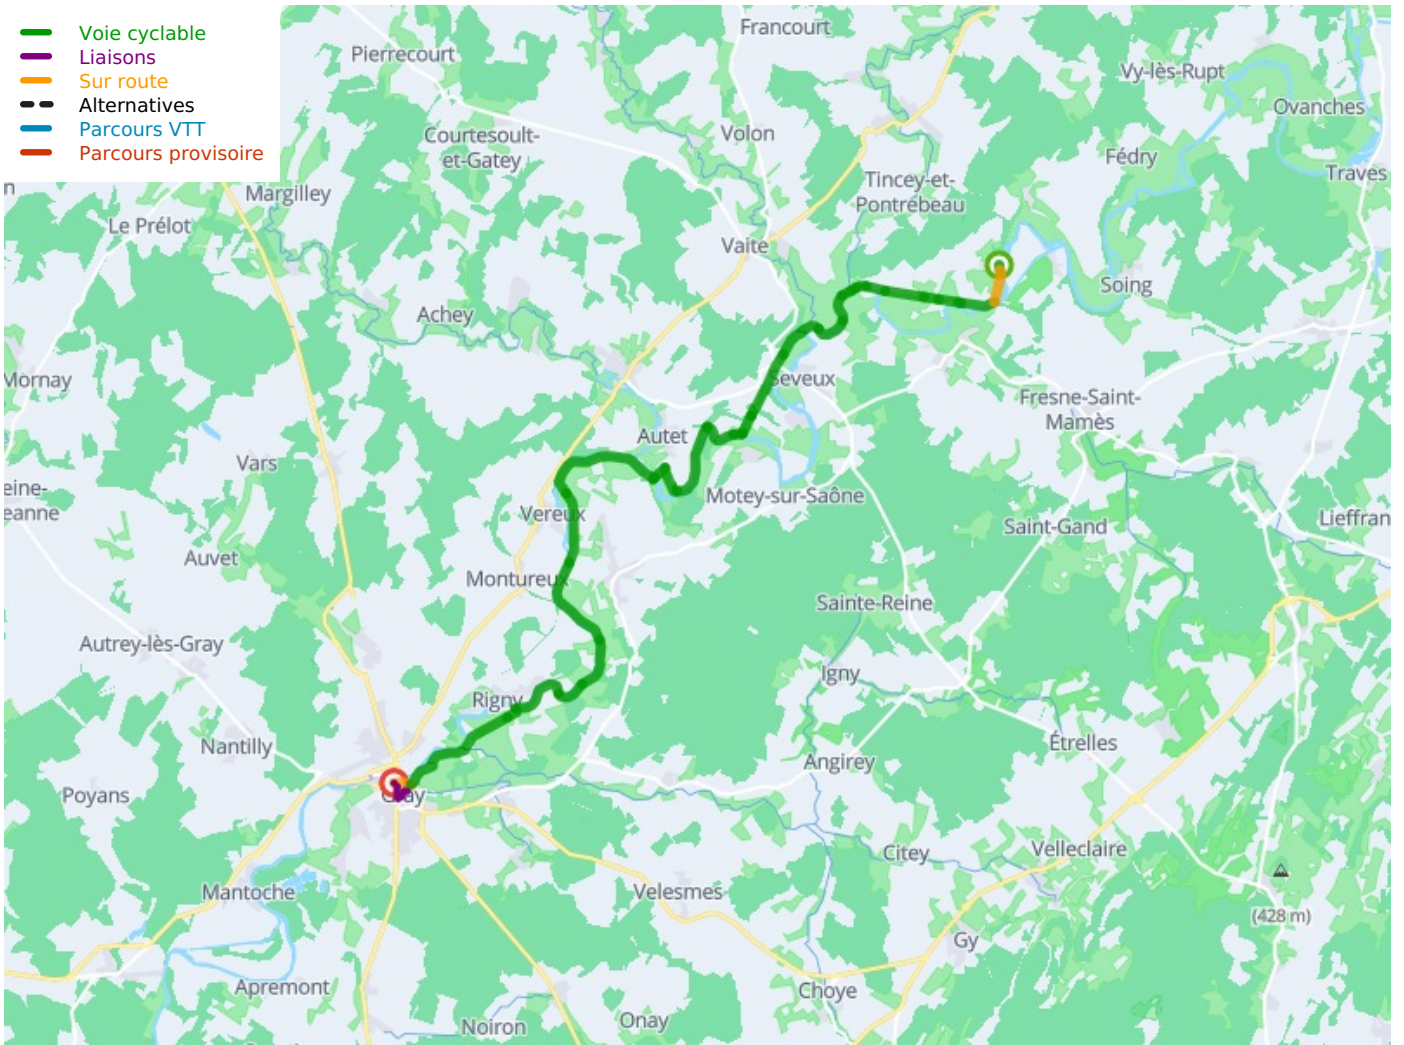 Voie cyclable
Liaisons
Sur route
Alternatives
Parcours VTT
Parcours provisoire
Francourt
Pierrecourt
Vy-lès-Rupt
Ovanches
Courtesoult-
et-Gatey
Volon
Fédry
Traves
Tincey-et-
Pontrebeau
n
Margilley
Le Prélot
Vaite
Soing
Achey
Mornay
Seveux
Fresne-Saint-
Mamès
Autet
Vars
eine-
eanne
Motey-sur-Saône
Vereux
Saint-Gand
Lieffran
Auvet
Montureux
Sainte-Reine
Autrey-lès-Gray
Igny
Rigny
Nantilly
Étrelles
Angirey
Poyans
Gray
Citey
Velleclaire
Mantoche
Velesmes
(428 m)
Gy
Apremont
Choye
Noiron
Onay